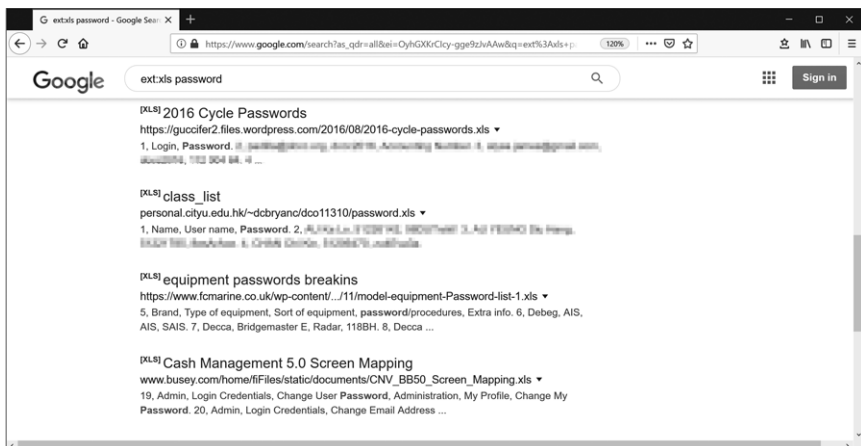 G ext:xls password - Google Sear X +
https://www.google.com/search?as_qdr=all&ei=OyhGXKrCIcy-gge9zJvAAw&q=ext%3Axls+p 120% ...
Google ext:xls password Sign in
[XLS] 2016 Cycle Passwords
https://guccifer2.files.wordpress.com/2016/08/2016-cycle-passwords.xls
1, Login, Password.
[XLS] class_list
personal.cityu.edu.hk/~dcbryanc/dco11310/password.xls
1, Name, User name, Password. 2,
[XLS] equipment passwords breakins
https://www.fcmarine.co.uk/wp-content/.../11/model-equipment-Password-list-1.xls
5, Brand, Type of equipment, Sort of equipment, password/procedures, Extra info. 6, Debeg, AIS,
AIS, SAIS. 7, Decca, Bridgemaster E, Radar, 118BH. 8, Decca ...
[XLS] Cash Management 5.0 Screen Mapping
www.busey.com/home/fiFiles/static/documents/CNV_BB50_Screen_Mapping.xls
19, Admin, Login Credentials, Change User Password, Administration, My Profile, Change My
Password. 20, Admin, Login Credentials, Change Email Address ...